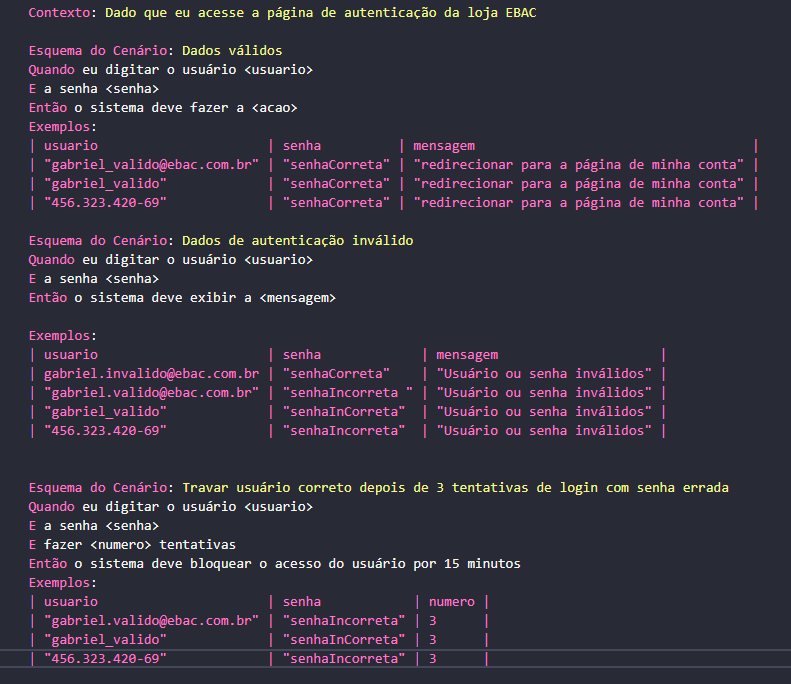 Contexto: Dado que eu acesse a página de autenticação da loja EBAC
Esquema do Cenário: Dados válidos
Quando eu digitar o usuário <usuario>
E a senha <senha>
Então o sistema deve fazer a <acao>
Exemplos:
| usuario | senha | mensagem |
| "gabriel_valido@ebac.com.br" | "senhaCorreta" | "redirecionar para a página de minha conta" |
| "gabriel_valido" | "senhaCorreta" | "redirecionar para a página de minha conta" |
| "456.323.420-69" | "senhaCorreta" | "redirecionar para a página de minha conta" |
Esquema do Cenário: Dados de autenticação inválido
Quando eu digitar o usuário <usuario>
E a senha <senha>
Então o sistema deve exibir a <mensagem>
Exemplos:
| usuario | senha | mensagem |
| gabriel.invalido@ebac.com.br | "senhaCorreta" | "Usuário ou senha inválidos" |
| "gabriel.valido@ebac.com.br" | "senhaIncorreta " | "Usuário ou senha inválidos" |
| "gabriel_valido" | "senhaInCorreta" | "Usuário ou senha inválidos" |
| "456.323.420-69" | "senhaIncorreta" | "Usuário ou senha inválidos" |
Esquema do Cenário: Travar usuário correto depois de 3 tentativas de login com senha errada
Quando eu digitar o usuário <usuario>
E a senha <senha>
E fazer <numero> tentativas
Então o sistema deve bloquear o acesso do usuário por 15 minutos
Exemplos:
| usuario | senha | numero |
| "gabriel.valido@ebac.com.br" | "senhaIncorreta" | 3 |
| "gabriel_valido" | "senhaInCorreta" | 3 |
| "456.323.420-69" | "senhaIncorreta" | 3 |